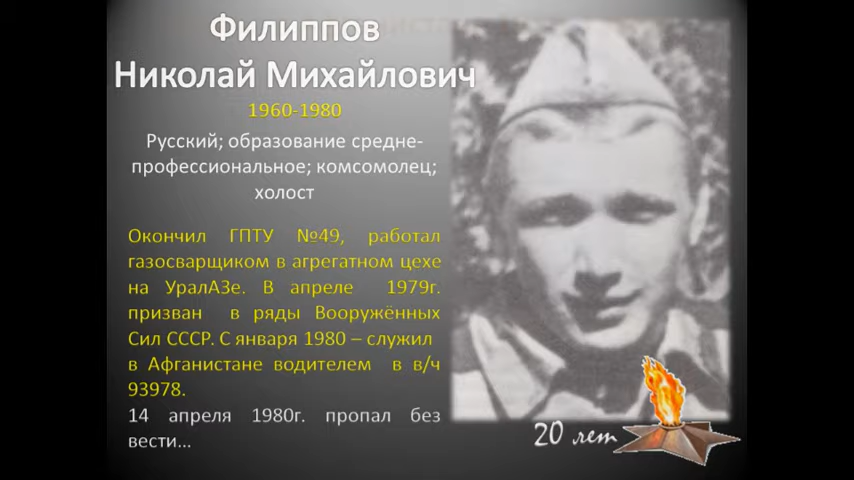 Филиппов
Николай Михайлович
1960-1980
Русский; образование средне-
профессиональное; комсомолец;
холост
Окончил ГПТУ №49, работал
газосварщиком в агрегатном цехе
на УралАЗе. В апреле 1979г.
призван в ряды Вооружённых
Сил СССР. С января 1980 – служил
в Афганистане водителем в в/ч
93978.
14 апреля 1980г. пропал без
вести...
20 лет